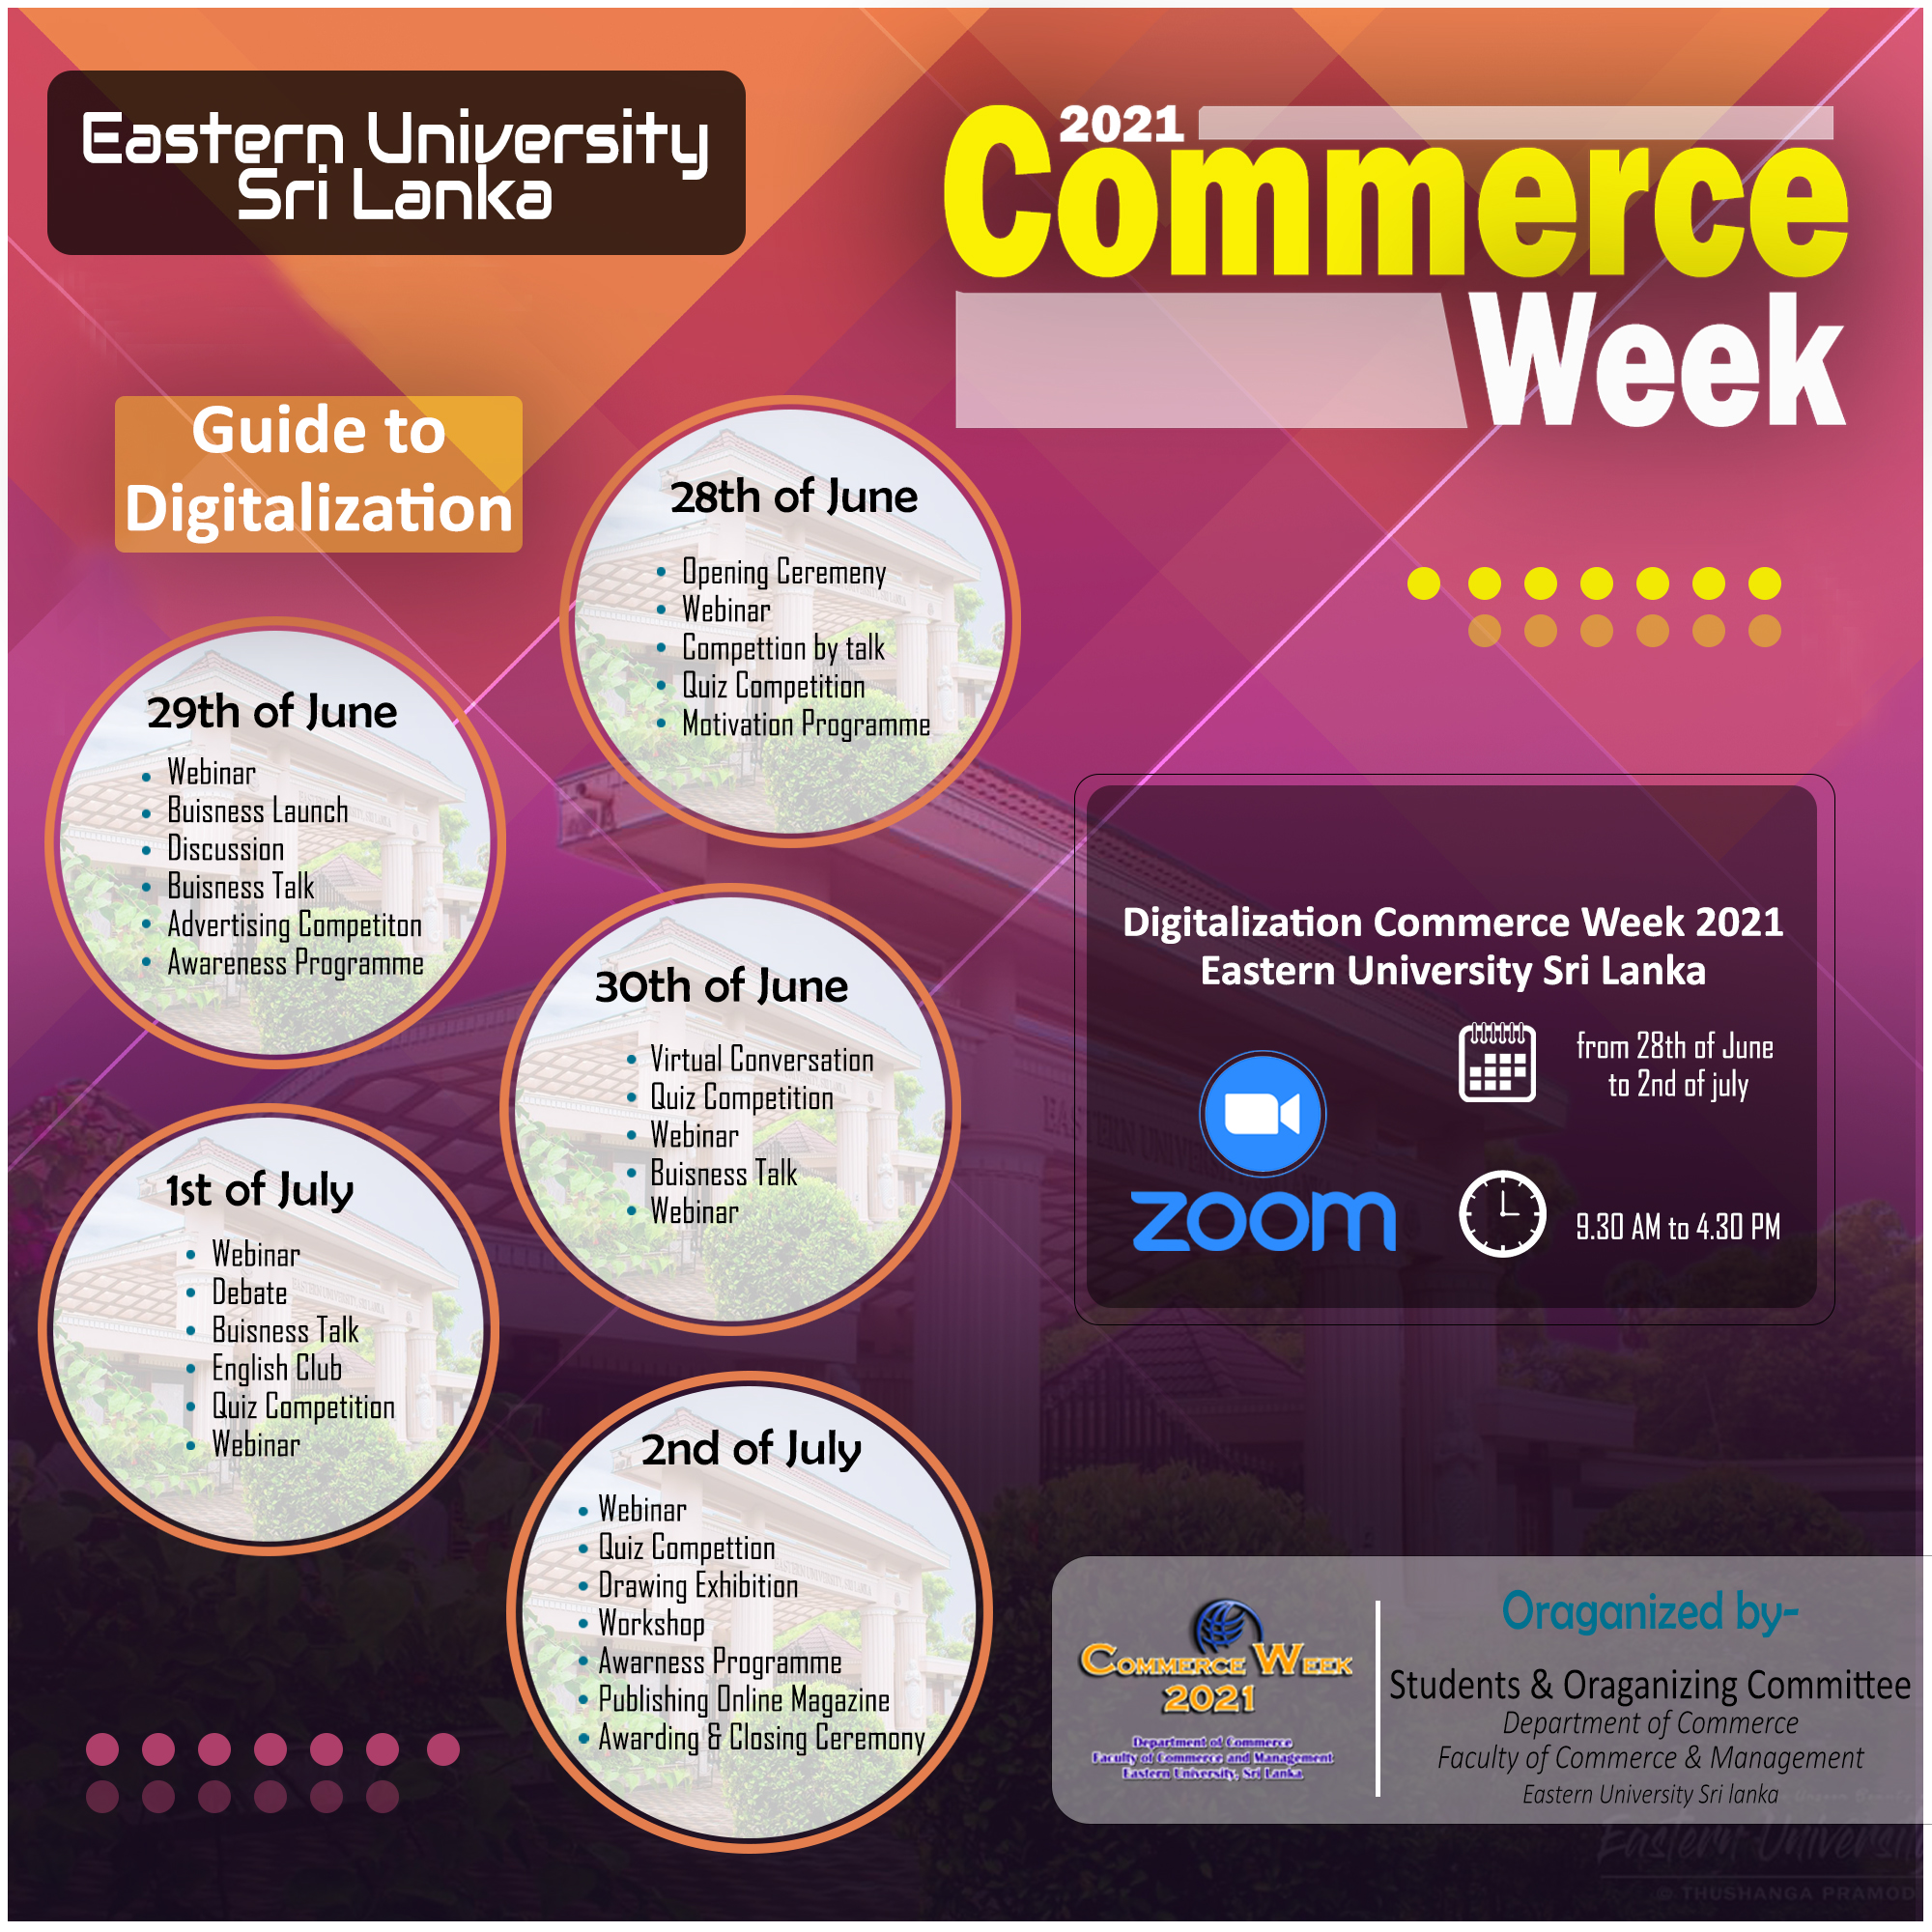 Eastern University
Sri Lanka
2021
Commerce
Week
Guide to
Digitalization
28th of June
Opening Ceremeny
Webinar
Compettion by talk
Quiz Competition
Motivation Programme
29th of June
Webinar
Buisness Launch
Discussion
Buisness Talk
Advertising Competiton
Awareness Programme
30th of June
Virtual Conversation
Quiz Competition
Webinar
Buisness Talk
Webinar
1st of July
Webinar
Debate
Buisness Talk
English Club
Quiz Competition
Webinar
2nd of July
Webinar
Quiz Compettion
Drawing Exhibition
Workshop
Awarness Programme
Publishing Online Magazine
Awarding & Closing Ceremony
Digitalization Commerce Week 2021
Eastern University Sri Lanka
from 28th of June
to 2nd of july
zoom
9.30 AM to 4.30 PM
Commerce Week
2021
Department of Commerce
Faculty of Commerce and Management
Eastern University, Sri Lanka.
Oraganized by-
Students & Oraganizing Committee
Department of Commerce
Faculty of Commerce & Management
Eastern University Sri lanka
© THUSHANGA PRAMOD